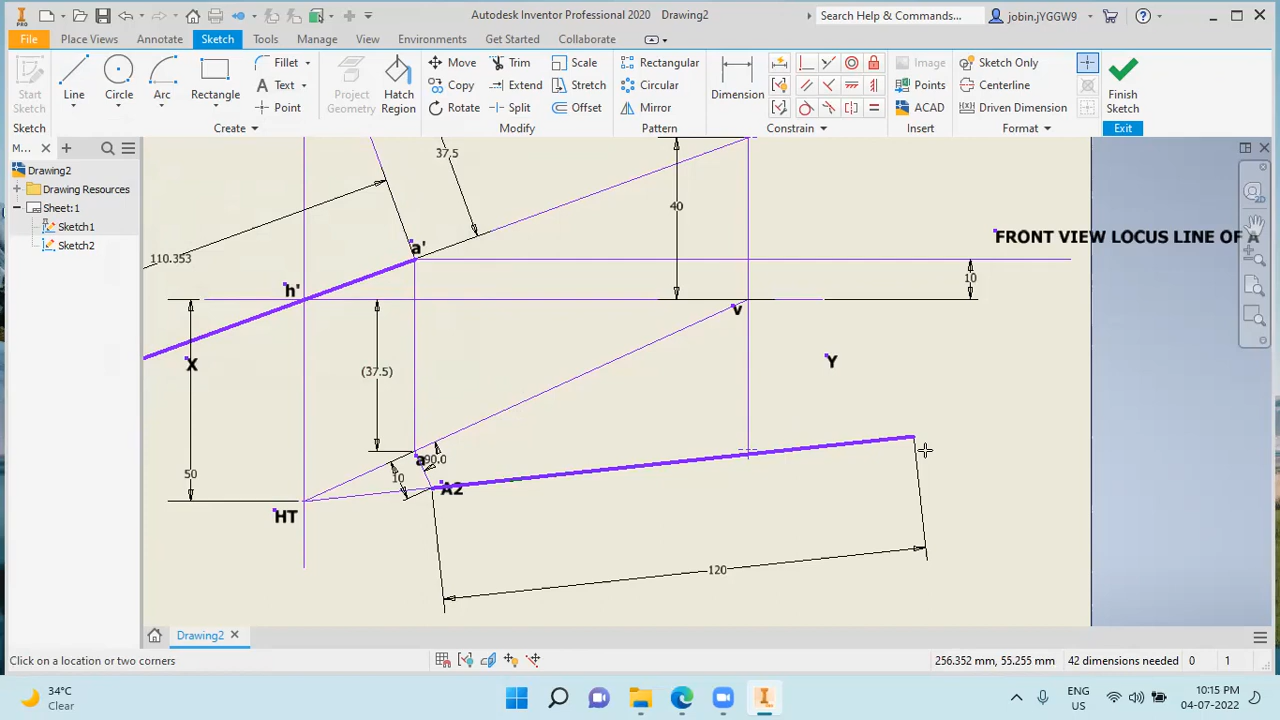 Autodesk Inventor Professional 2020   Drawing2
Search Help & Commands...
jobin.jYGGW9
PRO
File
Place Views
Annotate
Sketch
Tools
Manage
View
Environments
Get Started
Collaborate
Start
Sketch
Line
Circle
Arc
Rectangle
Fillet
Text
Point
Project
Geometry
Hatch
Region
Move
Copy
Rotate
Trim
Extend
Split
Scale
Stretch
Offset
Rectangular
Circular
Mirror
Dimension
Image
Points
ACAD
Sketch Only
Centerline
Driven Dimension
Finish
Sketch
Sketch
Create
Modify
Pattern
Constrain
Insert
Format
Exit
M...
Drawing2
Drawing Resources
Sheet:1
Sketch1
Sketch2
37.5
40
FRONT VIEW LOCUS LINE OF A
a'
110.353
10
h'
v
X
Y
(37.5)
a
90.0
50
10
A2
HT
120
Drawing2
Click on a location or two corners
256.352 mm, 55.255 mm
42 dimensions needed
0
1
34°C
Clear
ENG
US
10:15 PM
04-07-2022